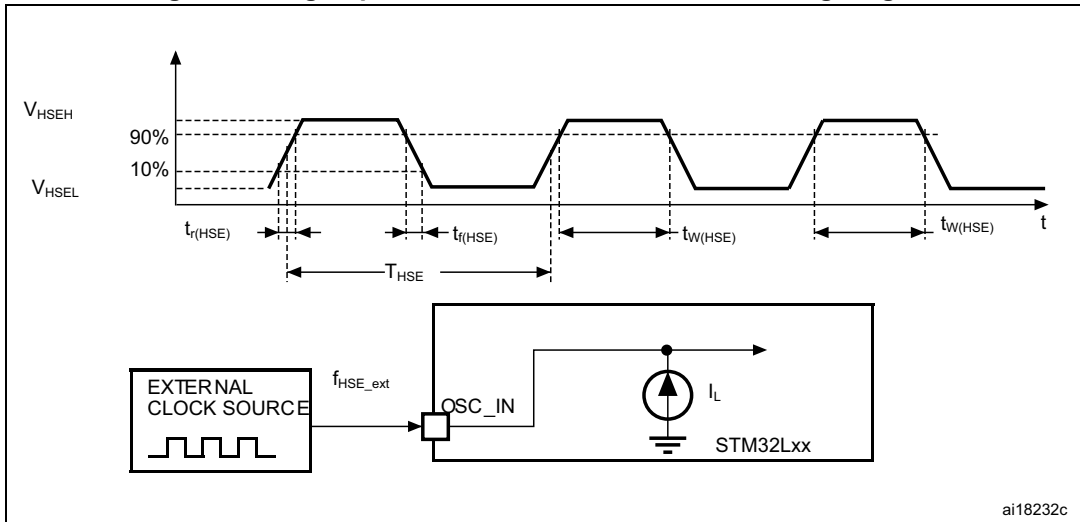 V_HSEH
90%
10%
V_HSEL
t_r(HSE)
t_f(HSE)
t_W(HSE)
t_W(HSE)
t
T_HSE
EXTERNAL
CLOCK SOURCE
f_HSE_ext
OSC_IN
I_L
STM32Lxx
ai18232c